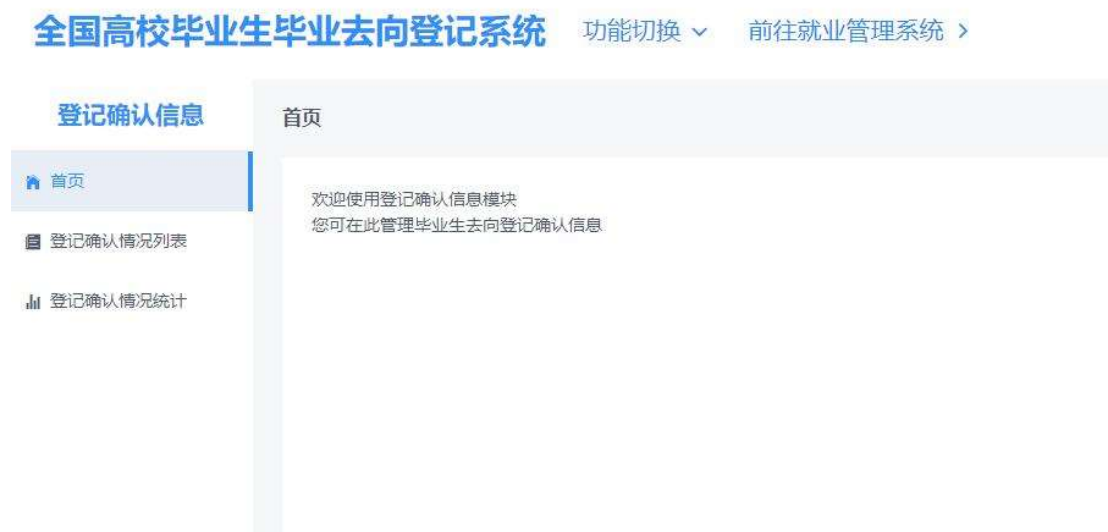 全国高校毕业生毕业去向登记系统 功能切换 前往就业管理系统
登记确认信息
首页
登记确认情况列表
登记确认情况统计
首页
欢迎使用登记确认信息模块
您可在此管理毕业生去向登记确认信息